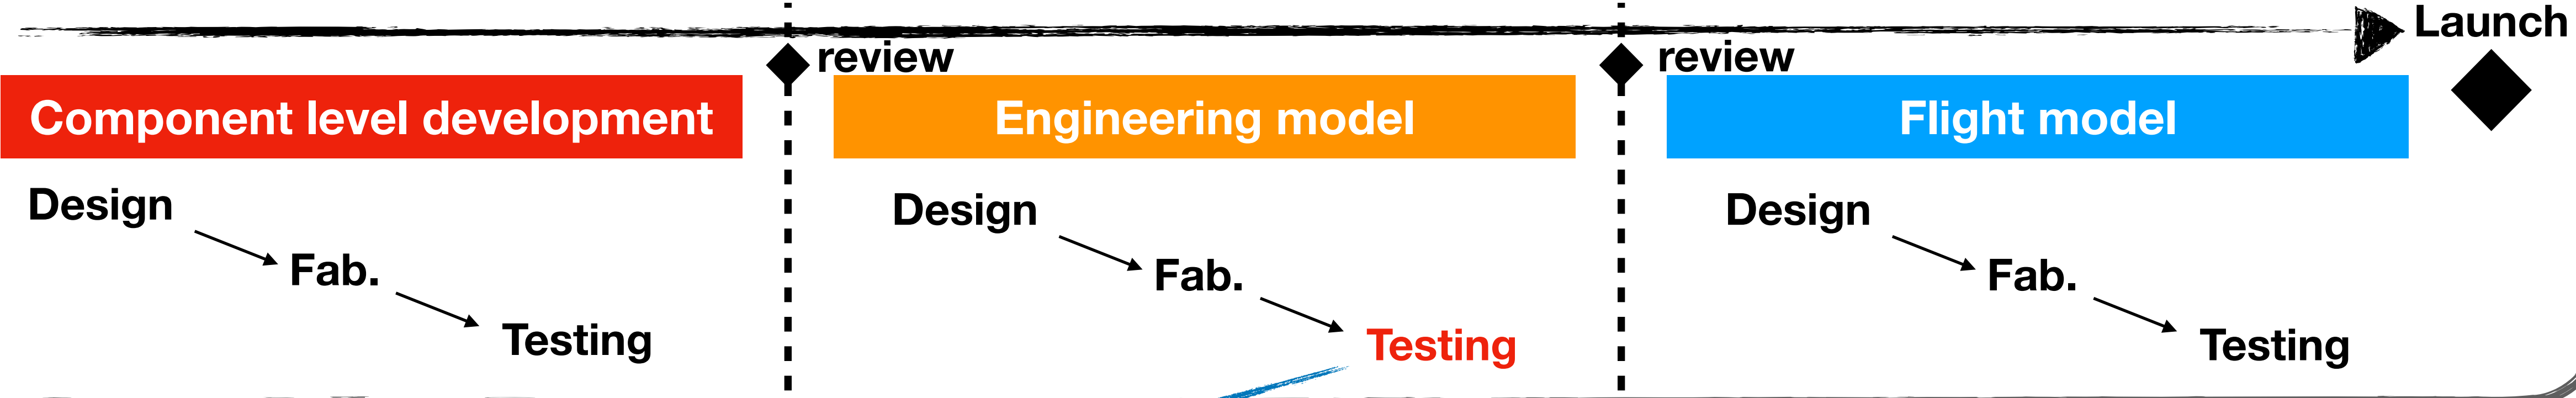 Launch
review
review
Component level development
Engineering model
Flight model
Design
Fab.
Testing
Design
Fab.
Testing
Design
Fab.
Testing